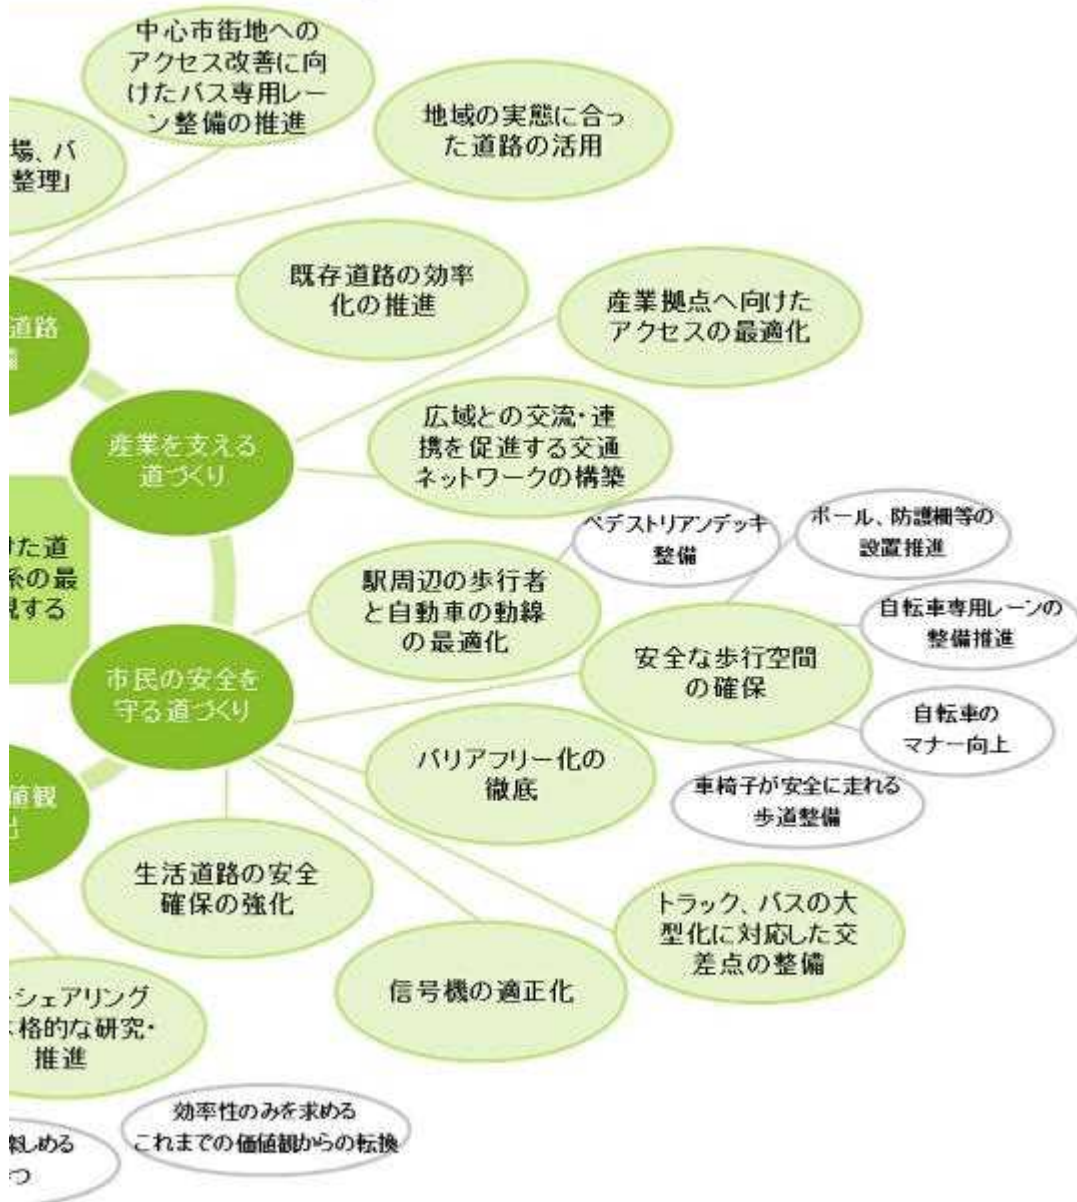 中心市街地への
アクセス改善に向
けたバス専用レー
ン整備の推進
地域の実態に合っ
た道路の活用
場、バ
整理」
既存道路の効率
化の推進
産業拠点へ向けた
アクセスの最適化
道路
産業を支える
道づくり
広域との交流・連
携を促進する交通
ネットワークの構築
ペデストリアンデッキ
整備
ポール、防護柵等の
設置推進
けた道
系の最
現する
駅周辺の歩行者
と自動車の動線
の最適化
自転車専用レーンの
整備推進
安全な歩行空間
の確保
市民の安全を
守る道づくり
自転車の
マナー向上
バリアフリー化の
徹底
車椅子が安全に走れる
歩道整備
値観
生活道路の安全
確保の強化
トラック、バスの大
型化に対応した交
差点の整備
信号機の適正化
シェアリング
格的な研究・
推進
効率性のみを求める
これまでの価値観からの転換
楽しめる
つ